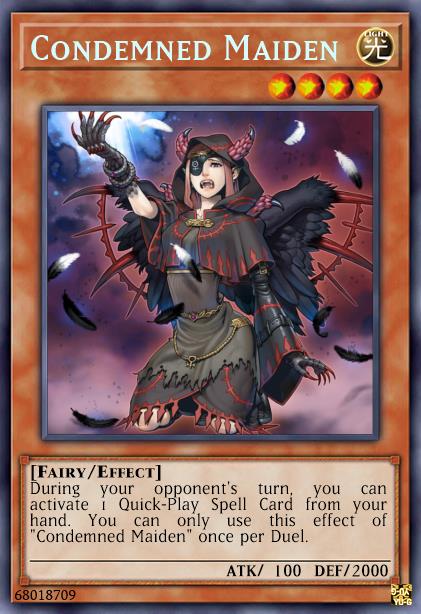 CONDEMNED MAIDEN
LIGHT
光
[FAIRY/EFFECT]
During your opponent's turn, you can
activate 1 Quick-Play Spell Card from your
hand. You can only use this effect of
"Condemned Maiden" once per Duel.
ATK/ 100 DEF/2000
68018709